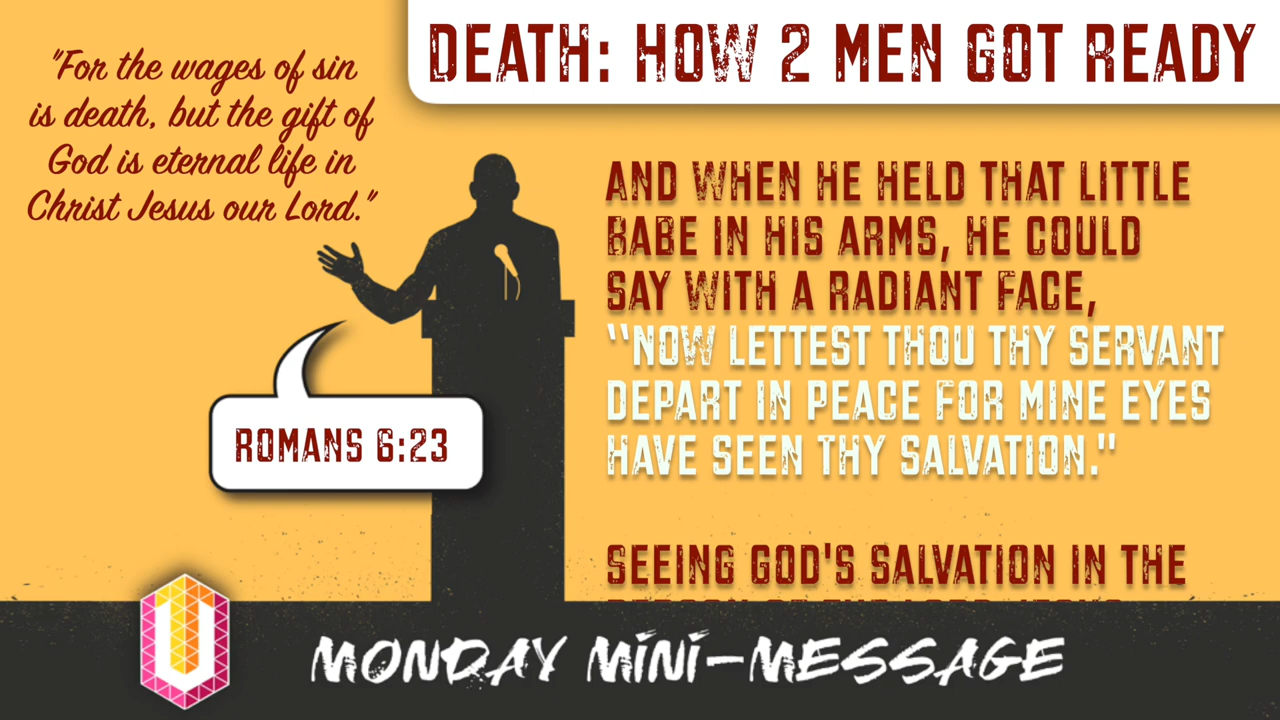 DEATH: HOW 2 MEN GOT READY
"For the wages of sin
is death, but the gift of
God is eternal life in
Christ Jesus our Lord."
ROMANS 6:23
AND WHEN HE HELD THAT LITTLE
BABE IN HIS ARMS, HE COULD
SAY WITH A RADIANT FACE,
“NOW LETTEST THOU THY SERVANT
DEPART IN PEACE FOR MINE EYES
HAVE SEEN THY SALVATION."
SEEING GOD'S SALVATION IN THE
U
MONDAY MINI-MESSAGE